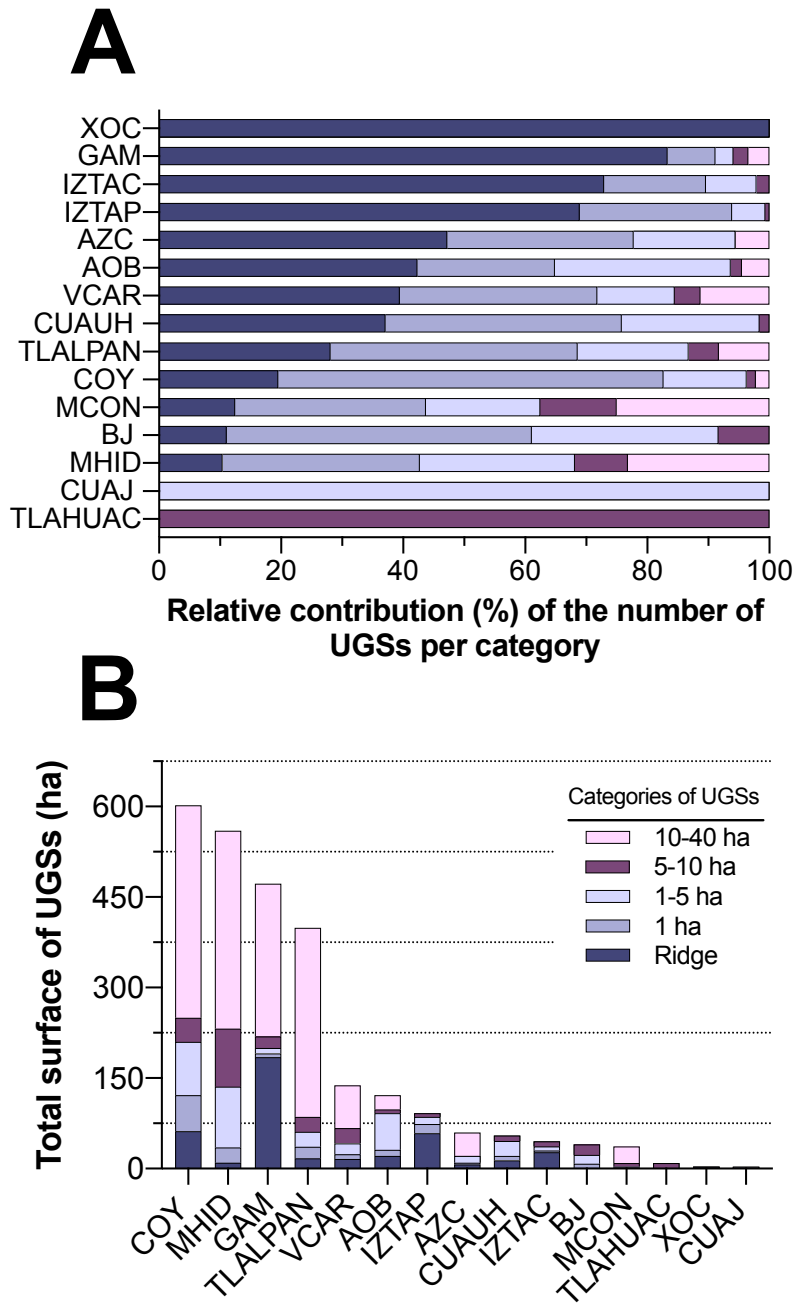 A
XOC
GAM
IZTAC
IZTAP
AZC
AOB
VCAR
CUAUH
TLALPAN
COY
MCON
BJ
MHID
CUAJ
TLAHUAC
0 20 40 60 80 100
Relative contribution (%) of the number of
UGSs per category
B
Total surface of UGSs (ha)
600
450
300
150
0
Categories of UGSs
10-40 ha
5-10 ha
1-5 ha
1 ha
Ridge
COY MHID GAM TLALPAN VCAR AOB IZTAP AZC CUAUH IZTAC BJ MCON TLAHUAC XOC CUAJ